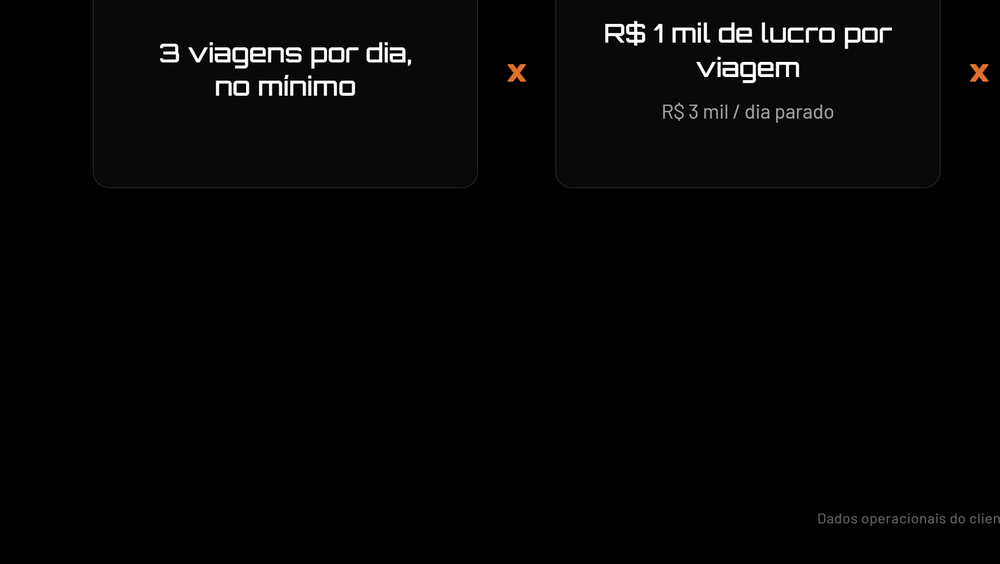 3 viagens por dia,
no mínimo
x
R$ 1 mil de lucro por
viagem
R$ 3 mil / dia parado
x
Dados operacionais do clien